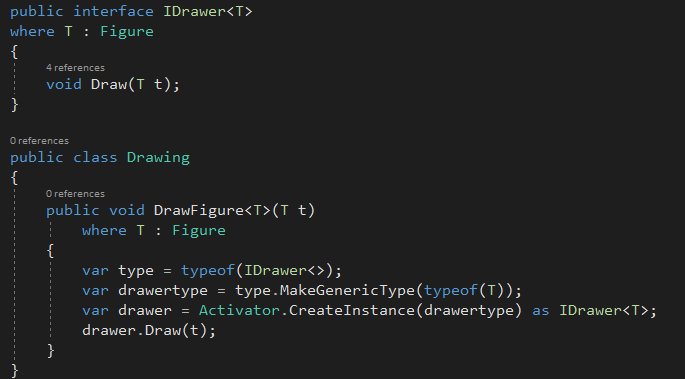 public interface IDrawer<T>
where T : Figure
{
4 references
void Draw(T t);
}
0 references
public class Drawing
{
0 references
public void DrawFigure<T>(T t)
where T : Figure
{
var type = typeof(IDrawer<>);
var drawertype = type.MakeGenericType(typeof(T));
var drawer = Activator.CreateInstance(drawertype) as IDrawer<T>;
drawer.Draw(t);
}
}